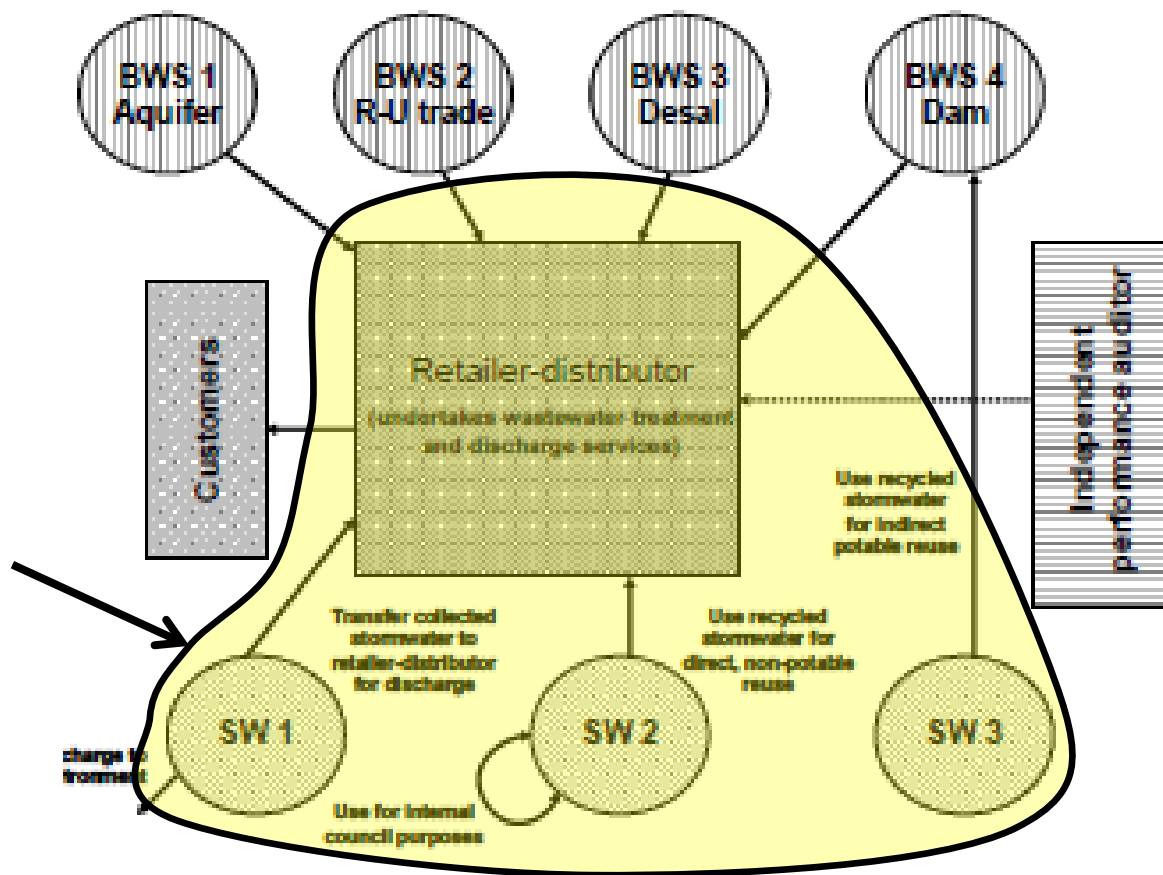 BWS 1
Aquifer
BWS 2
R-U trade
BWS 3
Desal
BWS 4
Dam
Customers
Retailer-distributor
(undertakes wastewater treatment
and discharge services)
Independent
performance auditor
Use recycled
stormwater
for indirect
potable reuse
Transfer collected
stormwater to
retailer-distributor
for discharge
Use recycled
stormwater for
direct, non-potable
reuse
SW 1
SW 2
SW 3
charge to
vironment
Use for internal
council purposes